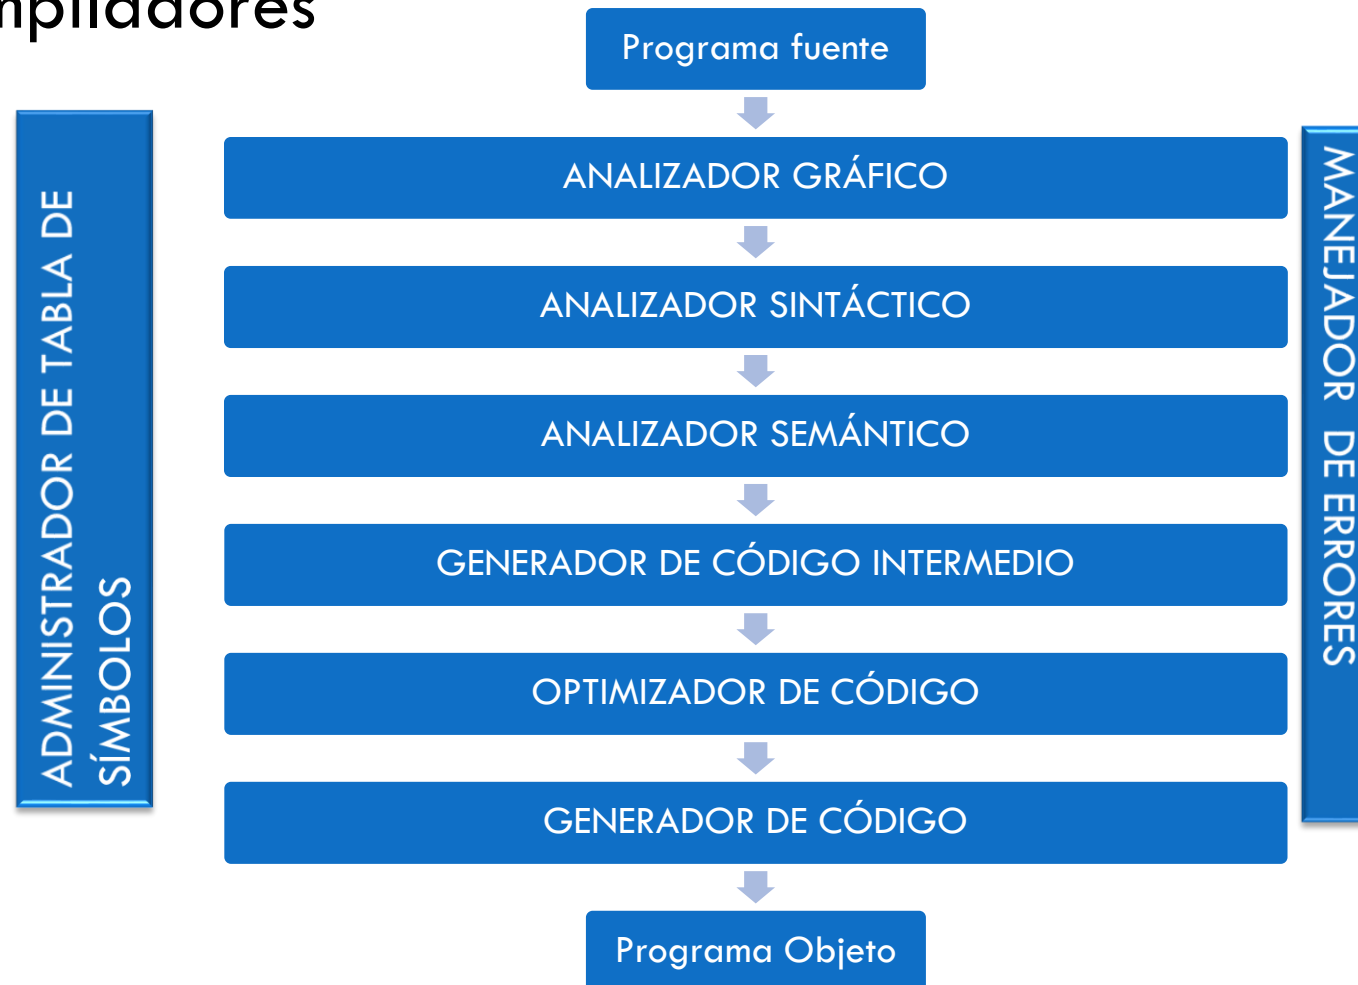 mpiladores
Programa fuente
ADMINISTRADOR DE TABLA DE
SÍMBOLOS
ANALIZADOR GRÁFICO
ANALIZADOR SINTÁCTICO
ANALIZADOR SEMÁNTICO
GENERADOR DE CÓDIGO INTERMEDIO
OPTIMIZADOR DE CÓDIGO
GENERADOR DE CÓDIGO
Programa Objeto
MANEJADOR DE ERRORES